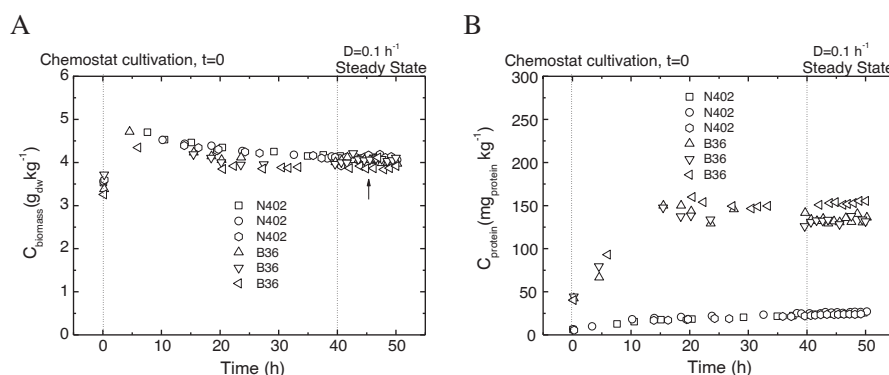 A
Chemostat cultivation, t=0
D=0.1 h⁻¹
Steady State
6
5
4
3
2
1
0
C_biomass (g_dw kg⁻¹)
N402
N402
N402
B36
B36
B36
0 10 20 30 40 50
Time (h)
B
Chemostat cultivation, t=0
D=0.1 h⁻¹
Steady State
300
250
200
150
100
50
0
C_protein (mg_protein kg⁻¹)
N402
N402
N402
B36
B36
B36
0 10 20 30 40 50
Time (h)